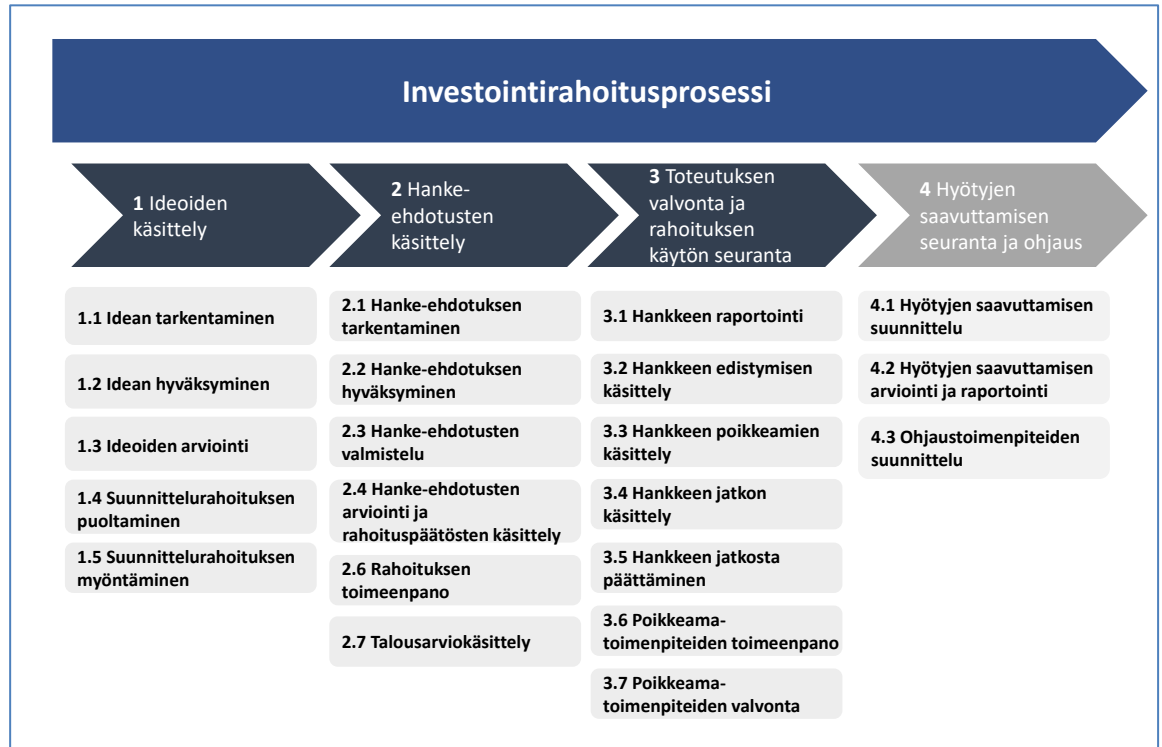 Investointirahoitusprosessi
1 Ideoiden
käsittely
2 Hanke-
ehdotusten
käsittely
3 Toteutuksen
valvonta ja
rahoituksen
käytön seuranta
4 Hyötyjen
saavuttamisen
seuranta ja ohjaus
1.1 Idean tarkentaminen
1.2 Idean hyväksyminen
1.3 Ideoiden arviointi
1.4 Suunnittelurahoituksen
puoltaminen
1.5 Suunnittelurahoituksen
myöntäminen
2.1 Hanke-ehdotuksen
tarkentaminen
2.2 Hanke-ehdotuksen
hyväksyminen
2.3 Hanke-ehdotusten
valmistelu
2.4 Hanke-ehdotusten
arviointi ja
rahoituspäätösten käsittely
2.6 Rahoituksen
toimeenpano
2.7 Talousarviokäsittely
3.1 Hankkeen raportointi
3.2 Hankkeen edistymisen
käsittely
3.3 Hankkeen poikkeamien
käsittely
3.4 Hankkeen jatkon
käsittely
3.5 Hankkeen jatkosta
päättäminen
3.6 Poikkeama-
toimenpiteiden toimeenpano
3.7 Poikkeama-
toimenpiteiden valvonta
4.1 Hyötyjen saavuttamisen
suunnittelu
4.2 Hyötyjen saavuttamisen
arviointi ja raportointi
4.3 Ohjaustoimenpiteiden
suunnittelu